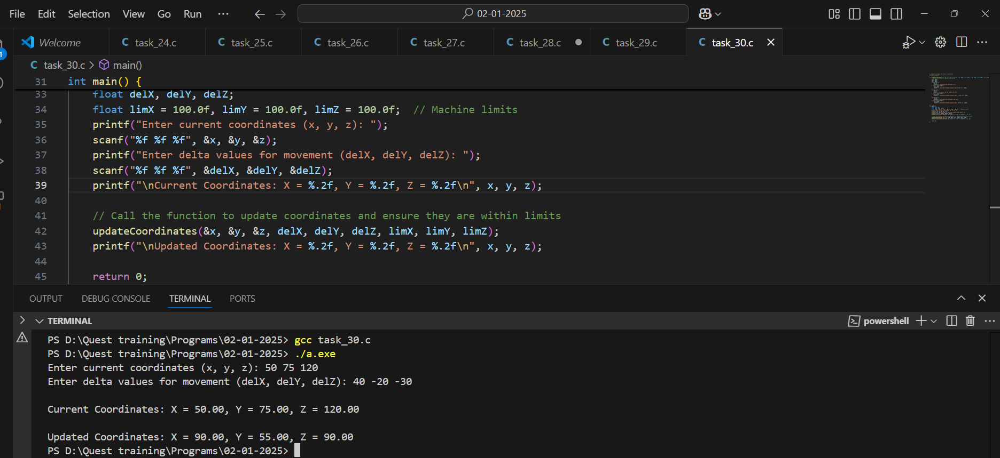 File Edit Selection View Go Run ··· 02-01-2025
Welcome task_24.c task_25.c task_26.c task_27.c task_28.c task_29.c task_30.c
1
task_30.c > main()
31 int main() {
33 float delX, delY, delZ;
34 float limX = 100.0f, limY = 100.0f, limZ = 100.0f; // Machine limits
35 printf("Enter current coordinates (x, y, z): ");
36 scanf("%f %f %f", &x, &y, &z);
37 printf("Enter delta values for movement (delX, delY, delZ): ");
38 scanf("%f %f %f", &delX, &delY, &delZ);
39 printf("\nCurrent Coordinates: X = %.2f, Y = %.2f, Z = %.2f\n", x, y, z);
40
41 // Call the function to update coordinates and ensure they are within limits
42 updateCoordinates(&x, &y, &z, delX, delY, delZ, limX, limY, limZ);
43 printf("\nUpdated Coordinates: X = %.2f, Y = %.2f, Z = %.2f\n", x, y, z);
44
45 return 0;
OUTPUT DEBUG CONSOLE TERMINAL PORTS
TERMINAL powershell
PS D:\Quest training\Programs\02-01-2025> gcc task_30.c
PS D:\Quest training\Programs\02-01-2025> ./a.exe
Enter current coordinates (x, y, z): 50 75 120
Enter delta values for movement (delX, delY, delZ): 40 -20 -30
Current Coordinates: X = 50.00, Y = 75.00, Z = 120.00
Updated Coordinates: X = 90.00, Y = 55.00, Z = 90.00
PS D:\Quest training\Programs\02-01-2025>